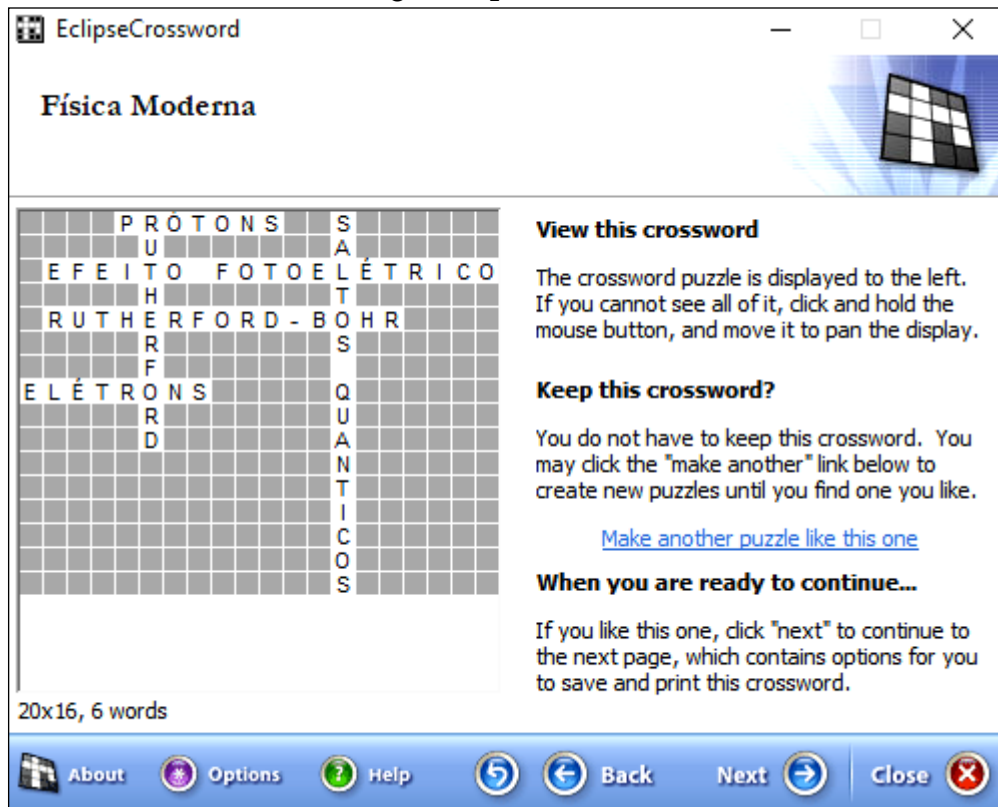 EclipseCrossword
Física Moderna
PRÓTONS S
U A
EFEITO FOTOELÉTRICO
H T
RUTHERFORD-BOHR
R S
F
ELÉTRONS Q
R U
D A
N
T
I
C
O
S
20x16, 6 words
View this crossword
The crossword puzzle is displayed to the left.
If you cannot see all of it, click and hold the
mouse button, and move it to pan the display.
Keep this crossword?
You do not have to keep this crossword. You
may click the "make another" link below to
create new puzzles until you find one you like.
Make another puzzle like this one
When you are ready to continue...
If you like this one, click "next" to continue to
the next page, which contains options for you
to save and print this crossword.
About Options ? Help Back Next Close